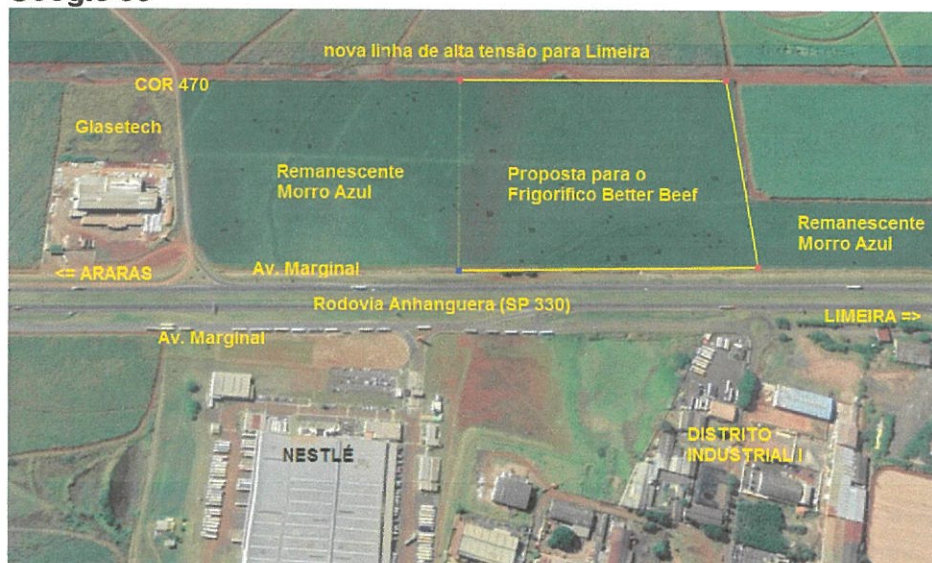 nova linha de alta tensão para Limeira
COR 470
Glasetech
Remanescente
Morro Azul
Proposta para o
Frigorífico Better Beef
Remanescente
Morro Azul
<= ARARAS
Av. Marginal
Rodovia Anhanguera (SP 330)
LIMEIRA =>
Av. Marginal
NESTLÉ
DISTRITO
INDUSTRIAL I